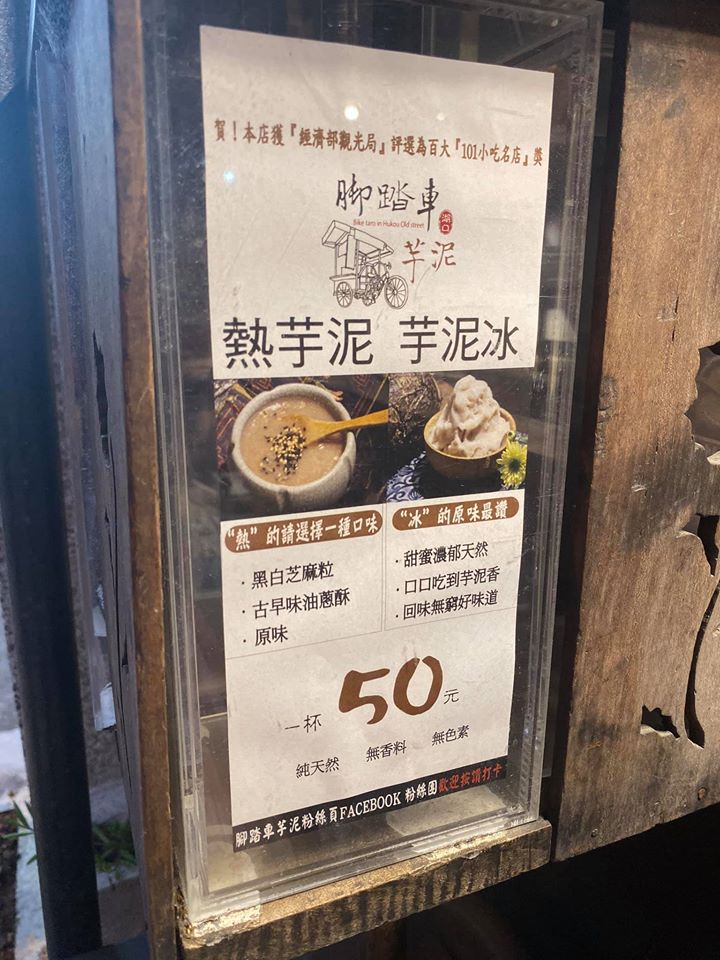 賀！本店獲『經濟部觀光局』評選為百大『101小吃名店』獎
腳踏車
Bike taro in Hukou Old street
湖口
芋泥
熱芋泥 芋泥冰
“熱”的請選擇一種口味
．黑白芝麻粒
．古早味油蔥酥
．原味
“冰”的原味最讚
．甜蜜濃郁天然
．口口吃到芋泥香
．回味無窮好味道
一杯 50元
純天然 無香料 無色素
腳踏車芋泥粉絲頁FACEBOOK 粉絲團歡迎按讚打卡